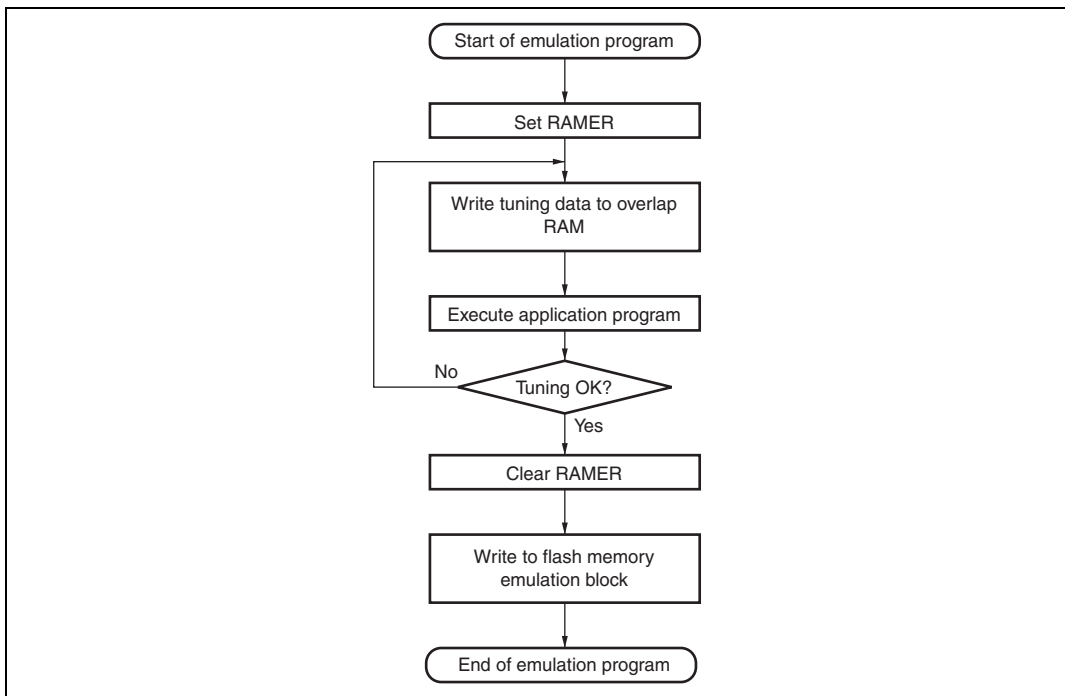 Start of emulation program
Set RAMER
Write tuning data to overlap
RAM
Execute application program
No
Tuning OK?
Yes
Clear RAMER
Write to flash memory
emulation block
End of emulation program